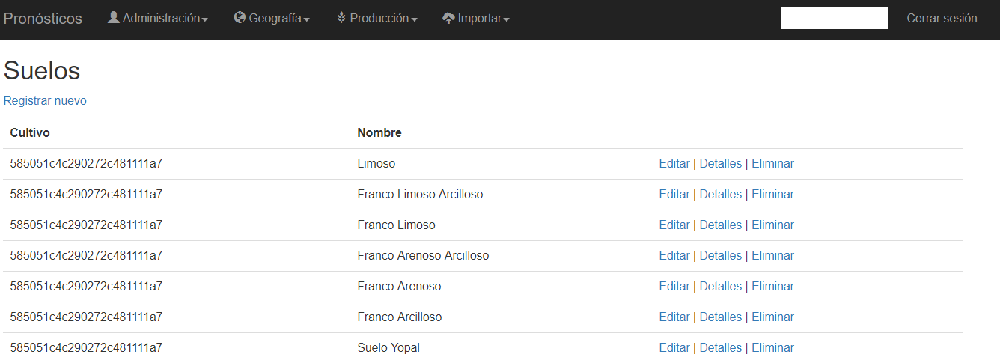 Pronósticos Administración Geografía Producción Importar Cerrar sesión
Suelos
Registrar nuevo
Cultivo Nombre
585051c4c290272c481111a7 Limoso Editar | Detalles | Eliminar
585051c4c290272c481111a7 Franco Limoso Arcilloso Editar | Detalles | Eliminar
585051c4c290272c481111a7 Franco Limoso Editar | Detalles | Eliminar
585051c4c290272c481111a7 Franco Arenoso Arcilloso Editar | Detalles | Eliminar
585051c4c290272c481111a7 Franco Arenoso Editar | Detalles | Eliminar
585051c4c290272c481111a7 Franco Arcilloso Editar | Detalles | Eliminar
585051c4c290272c481111a7 Suelo Yopal Editar | Detalles | Eliminar